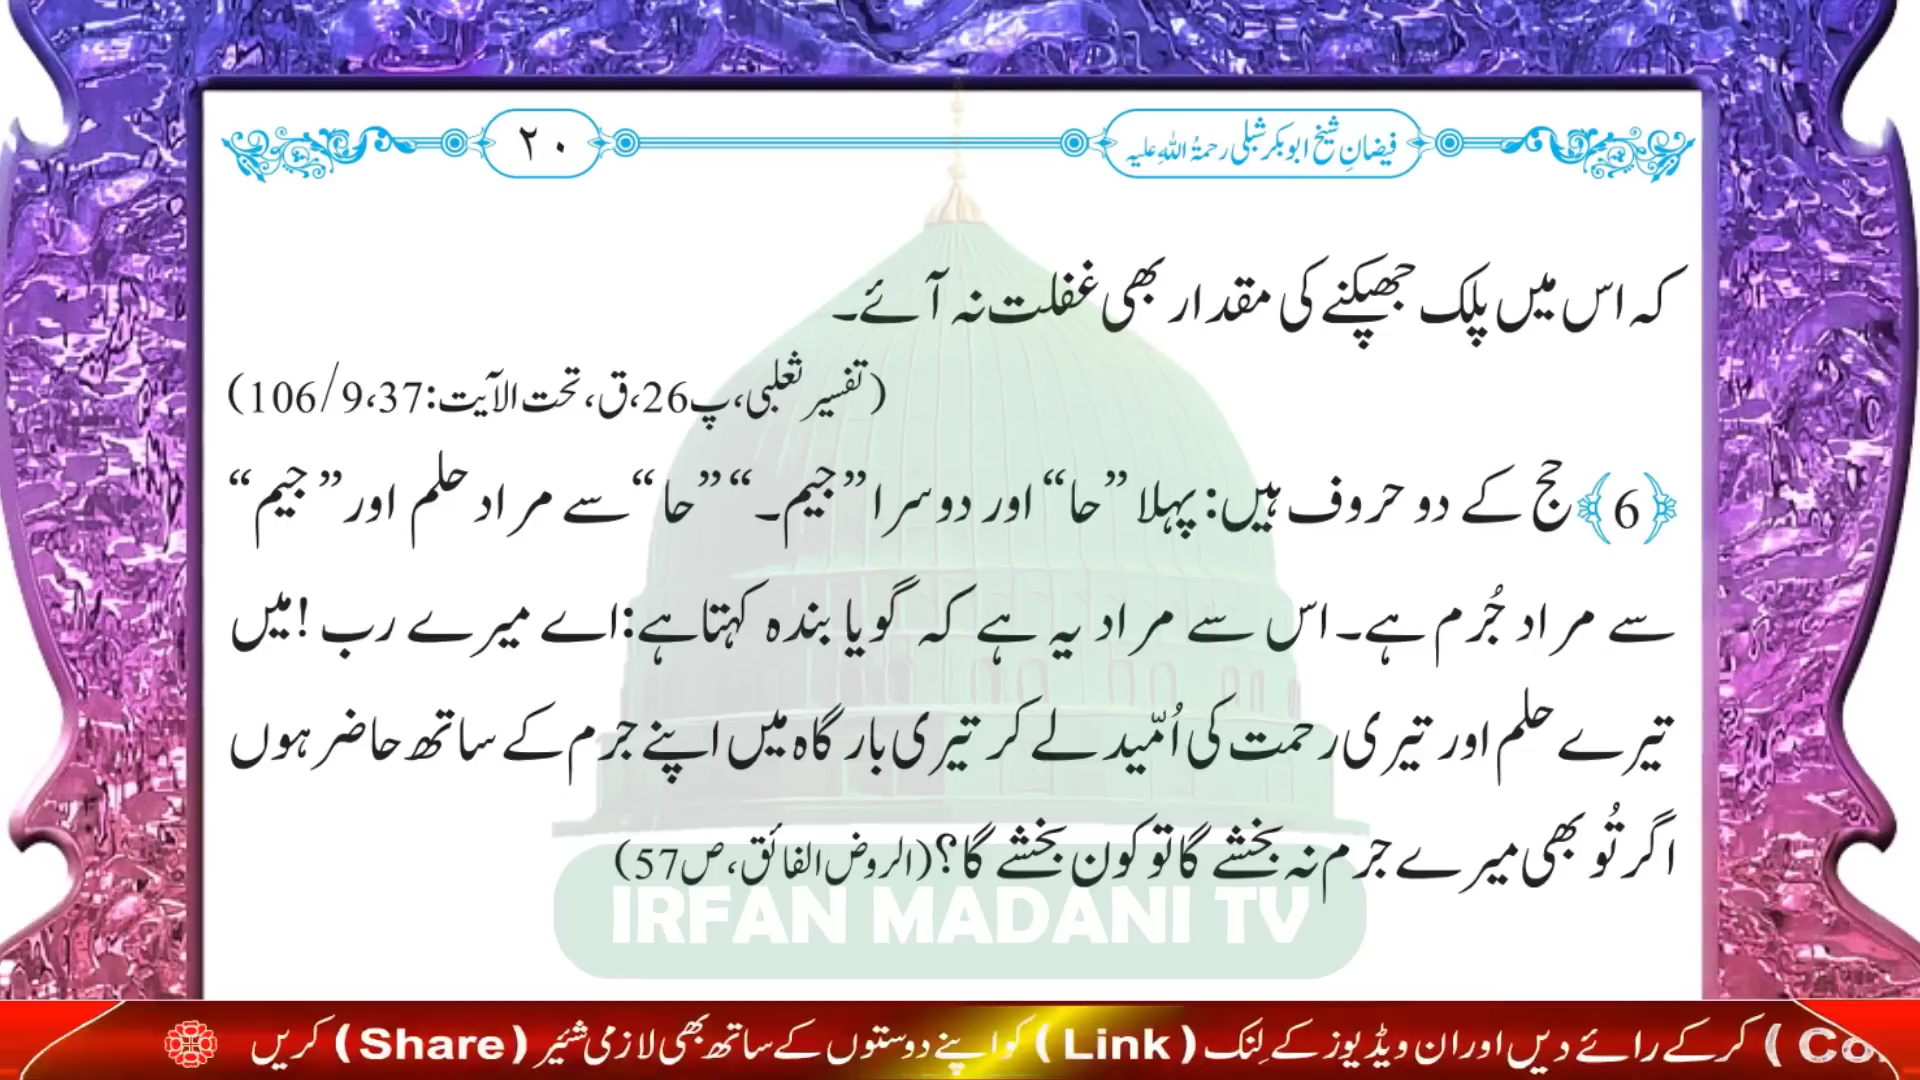 فیضانِ شیخ ابوبکر شبلی رحمۃُ اللہِ علیہ
۲۰
کہ اس میں پلک جھپکنے کی مقدار بھی غفلت نہ آئے۔
(تفسیر ثعلبی، پ26،ق، تحت الآیت:37، 9/106)
﴿6﴾ حج کے دو حروف ہیں: پہلا ”حا“ اور دوسرا ”جیم۔“ ”حا“ سے مراد حلم اور ”جیم“
سے مراد جُرم ہے۔ اس سے مراد یہ ہے کہ گویا بندہ کہتا ہے: اے میرے رب! میں
تیرے حلم اور تیری رحمت کی اُمّید لے کر تیری بارگاہ میں اپنے جرم کے ساتھ حاضر ہوں
اگر تُو بھی میرے جرم نہ بخشے گا تو کون بخشے گا؟ (الروض الفائق، ص57)
IRFAN MADANI TV
) کرکے رائے دیں اور ان ویڈیوز کے لِنک (Link) کو اپنے دوستوں کے ساتھ بھی لازمی شئیر (Share) کریں